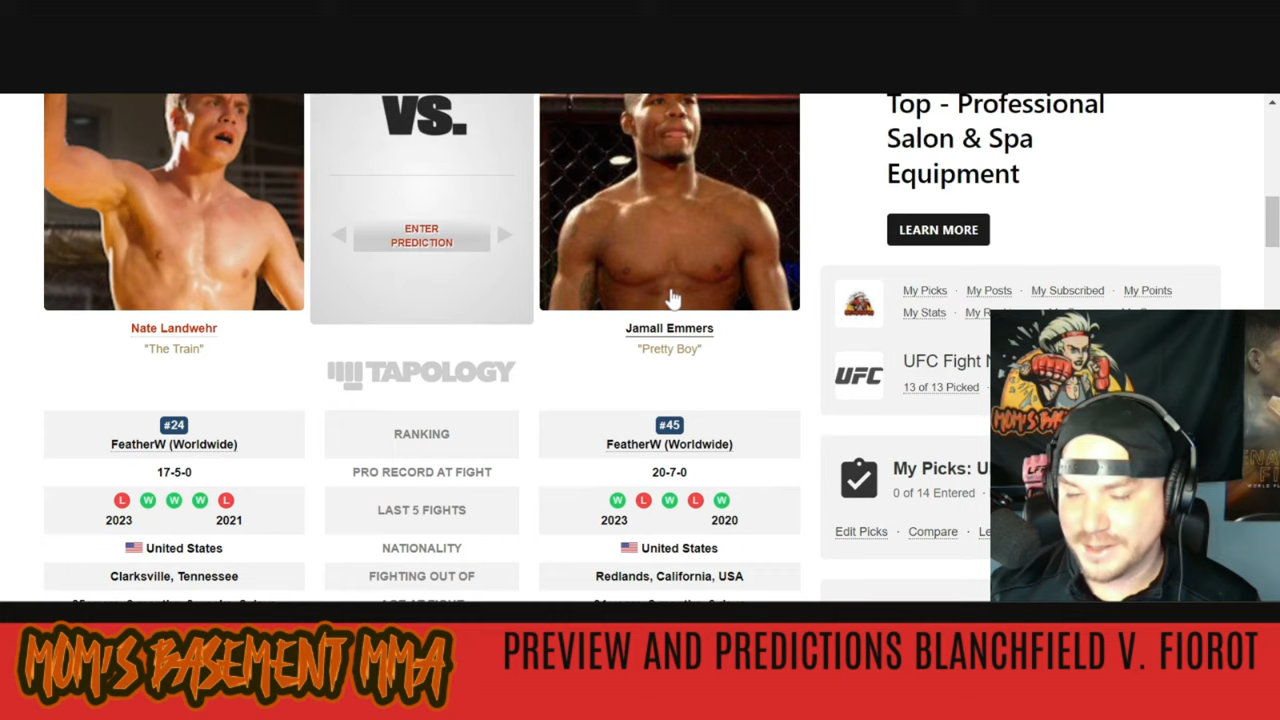 VS.
ENTER
PREDICTION
Nate Landwehr
"The Train"
Jamall Emmers
"Pretty Boy"
TAPOLOGY
#24
FeatherW (Worldwide)
RANKING
#45
FeatherW (Worldwide)
17-5-0
PRO RECORD AT FIGHT
20-7-0
L W W W L
2023 2021
LAST 5 FIGHTS
W L W L W
2023 2020
United States
NATIONALITY
United States
Clarksville, Tennessee
FIGHTING OUT OF
Redlands, California, USA
Top - Professional
Salon & Spa
Equipment
LEARN MORE
My Picks · My Posts · My Subscribed · My Points
My Stats ·
UFC
UFC Fight
13 of 13 Picked
My Picks:
0 of 14 Entered
Edit Picks · Compare ·
MOM'S BASEMENT MMA
PREVIEW AND PREDICTIONS BLANCHFIELD V. FIOROT